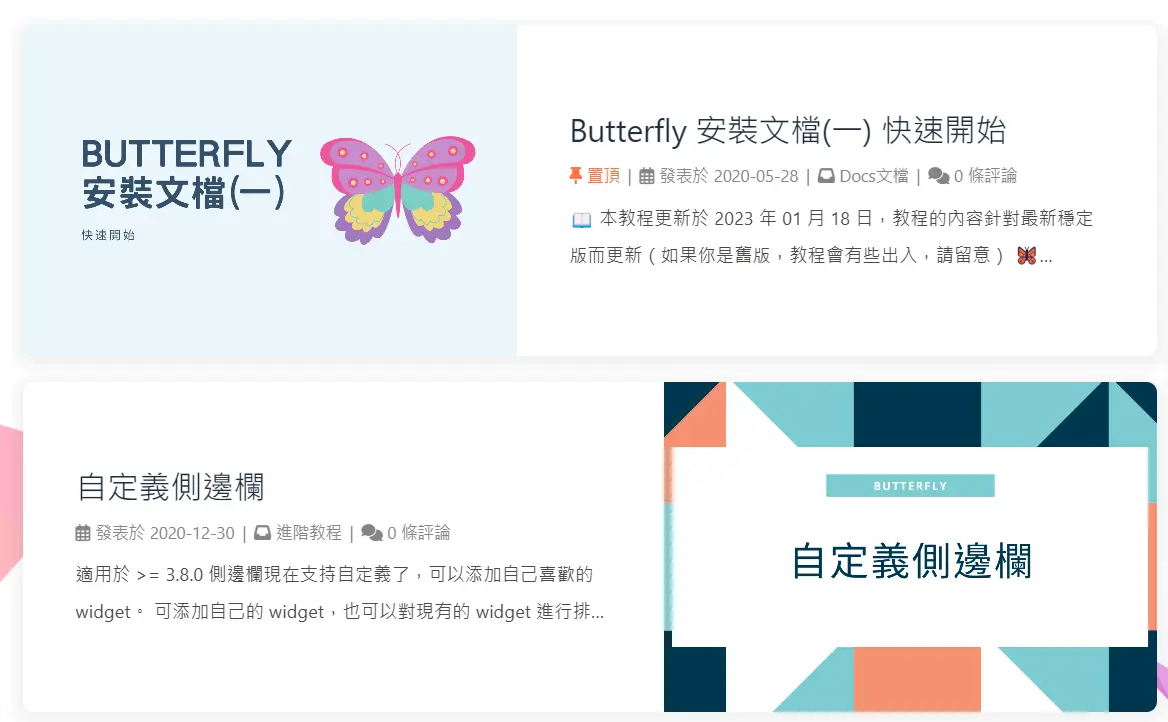 BUTTERFLY
安裝文檔(一)
快速開始
Butterfly 安裝文檔(一) 快速開始
置頂 | 發表於 2020-05-28 | Docs文檔 | 0 條評論
📖 本教程更新於 2023 年 01 月 18 日，教程的內容針對最新穩定
版而更新（如果你是舊版，教程會有些出入，請留意） 🦋...
自定義側邊欄
發表於 2020-12-30 | 進階教程 | 0 條評論
適用於 >= 3.8.0 側邊欄現在支持自定義了，可以添加自己喜歡的
widget。 可添加自己的 widget，也可以對現有的 widget 進行排...
BUTTERFLY
自定義側邊欄